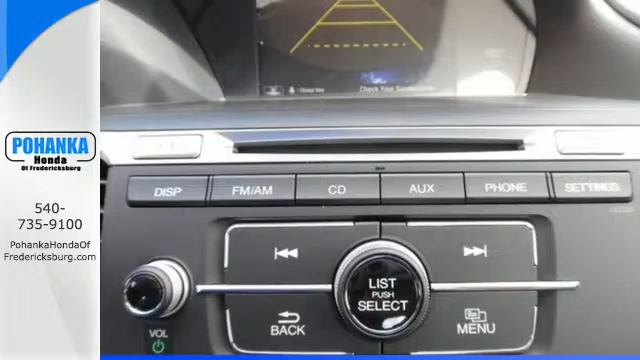 Check Your Surroundings
DISP
FM/AM
CD
AUX
PHONE
SETTINGS
LIST
PUSH
SELECT
BACK
MENU
VOL
POHANKA
Honda
Of Fredericksburg
540-
735-9100
PohankaHondaOf
Fredericksburg.com